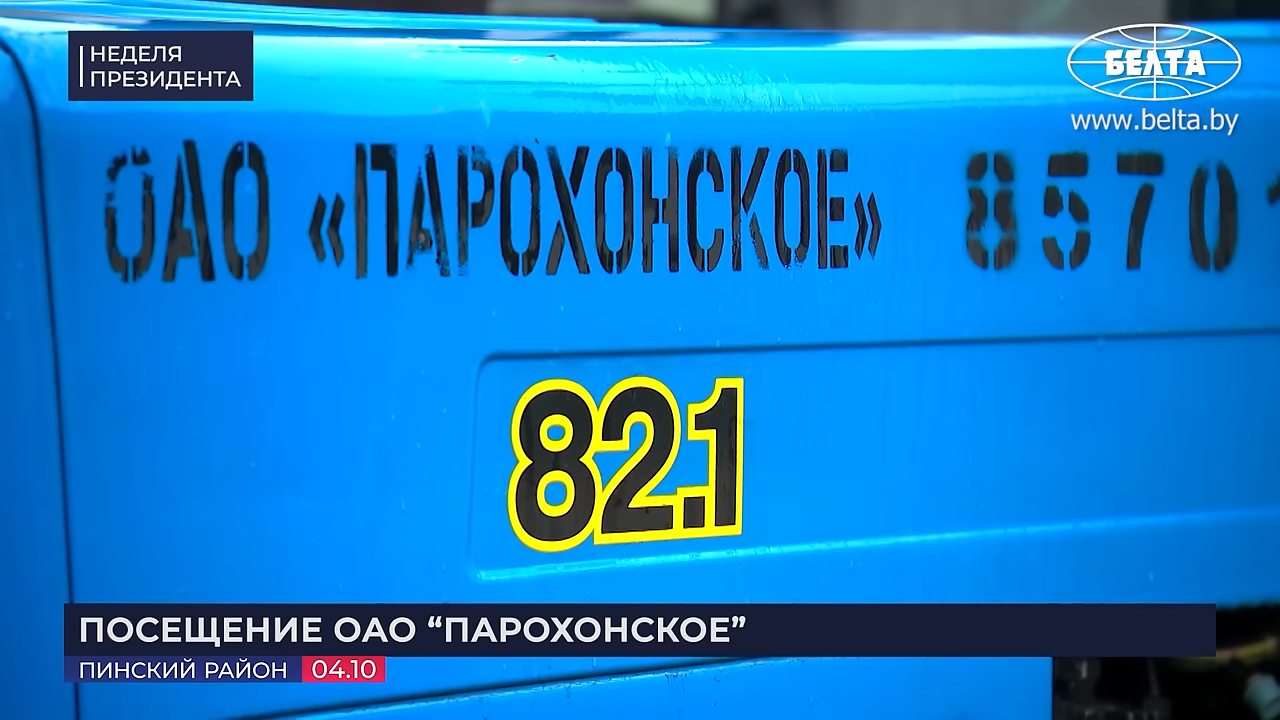 НЕДЕЛЯ
ПРЕЗИДЕНТА
БЕЛТА
www.belta.by
ОАО «ПАРОХОНСКОЕ» 8570
82.1
ПОСЕЩЕНИЕ ОАО “ПАРОХОНСКОЕ”
ПИНСКИЙ РАЙОН 04.10